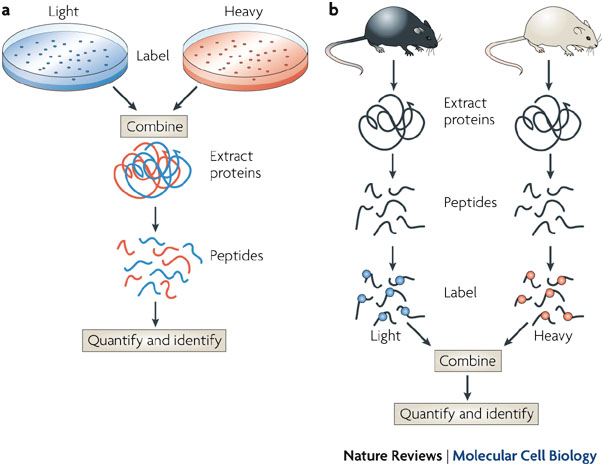 a
Light
Heavy
Label
Combine
Extract
proteins
Peptides
Quantify and identify
b
Extract
proteins
Peptides
Label
Light
Heavy
Combine
Quantify and identify
Nature Reviews | Molecular Cell Biology